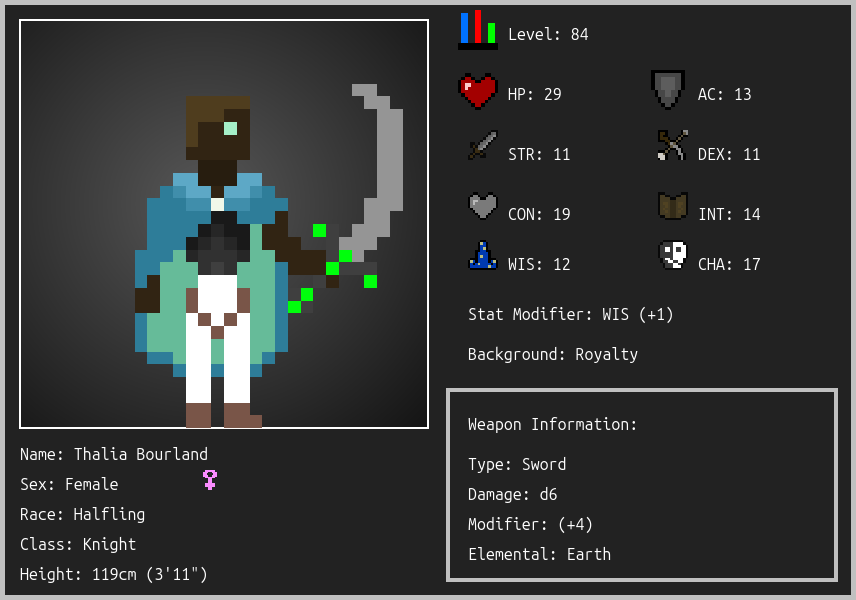 Level: 84
HP: 29
AC: 13
STR: 11
DEX: 11
CON: 19
INT: 14
WIS: 12
CHA: 17
Stat Modifier: WIS (+1)
Background: Royalty
Weapon Information:
Type: Sword
Damage: d6
Modifier: (+4)
Elemental: Earth
Name: Thalia Bourland
Sex: Female
Race: Halfling
Class: Knight
Height: 119cm (3'11")